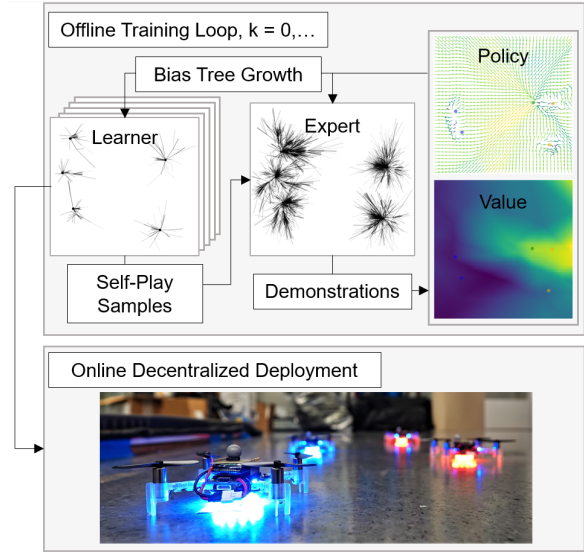 Offline Training Loop, k = 0,…
Bias Tree Growth
Policy
Learner
Expert
Value
Self-Play
Samples
Demonstrations
Online Decentralized Deployment